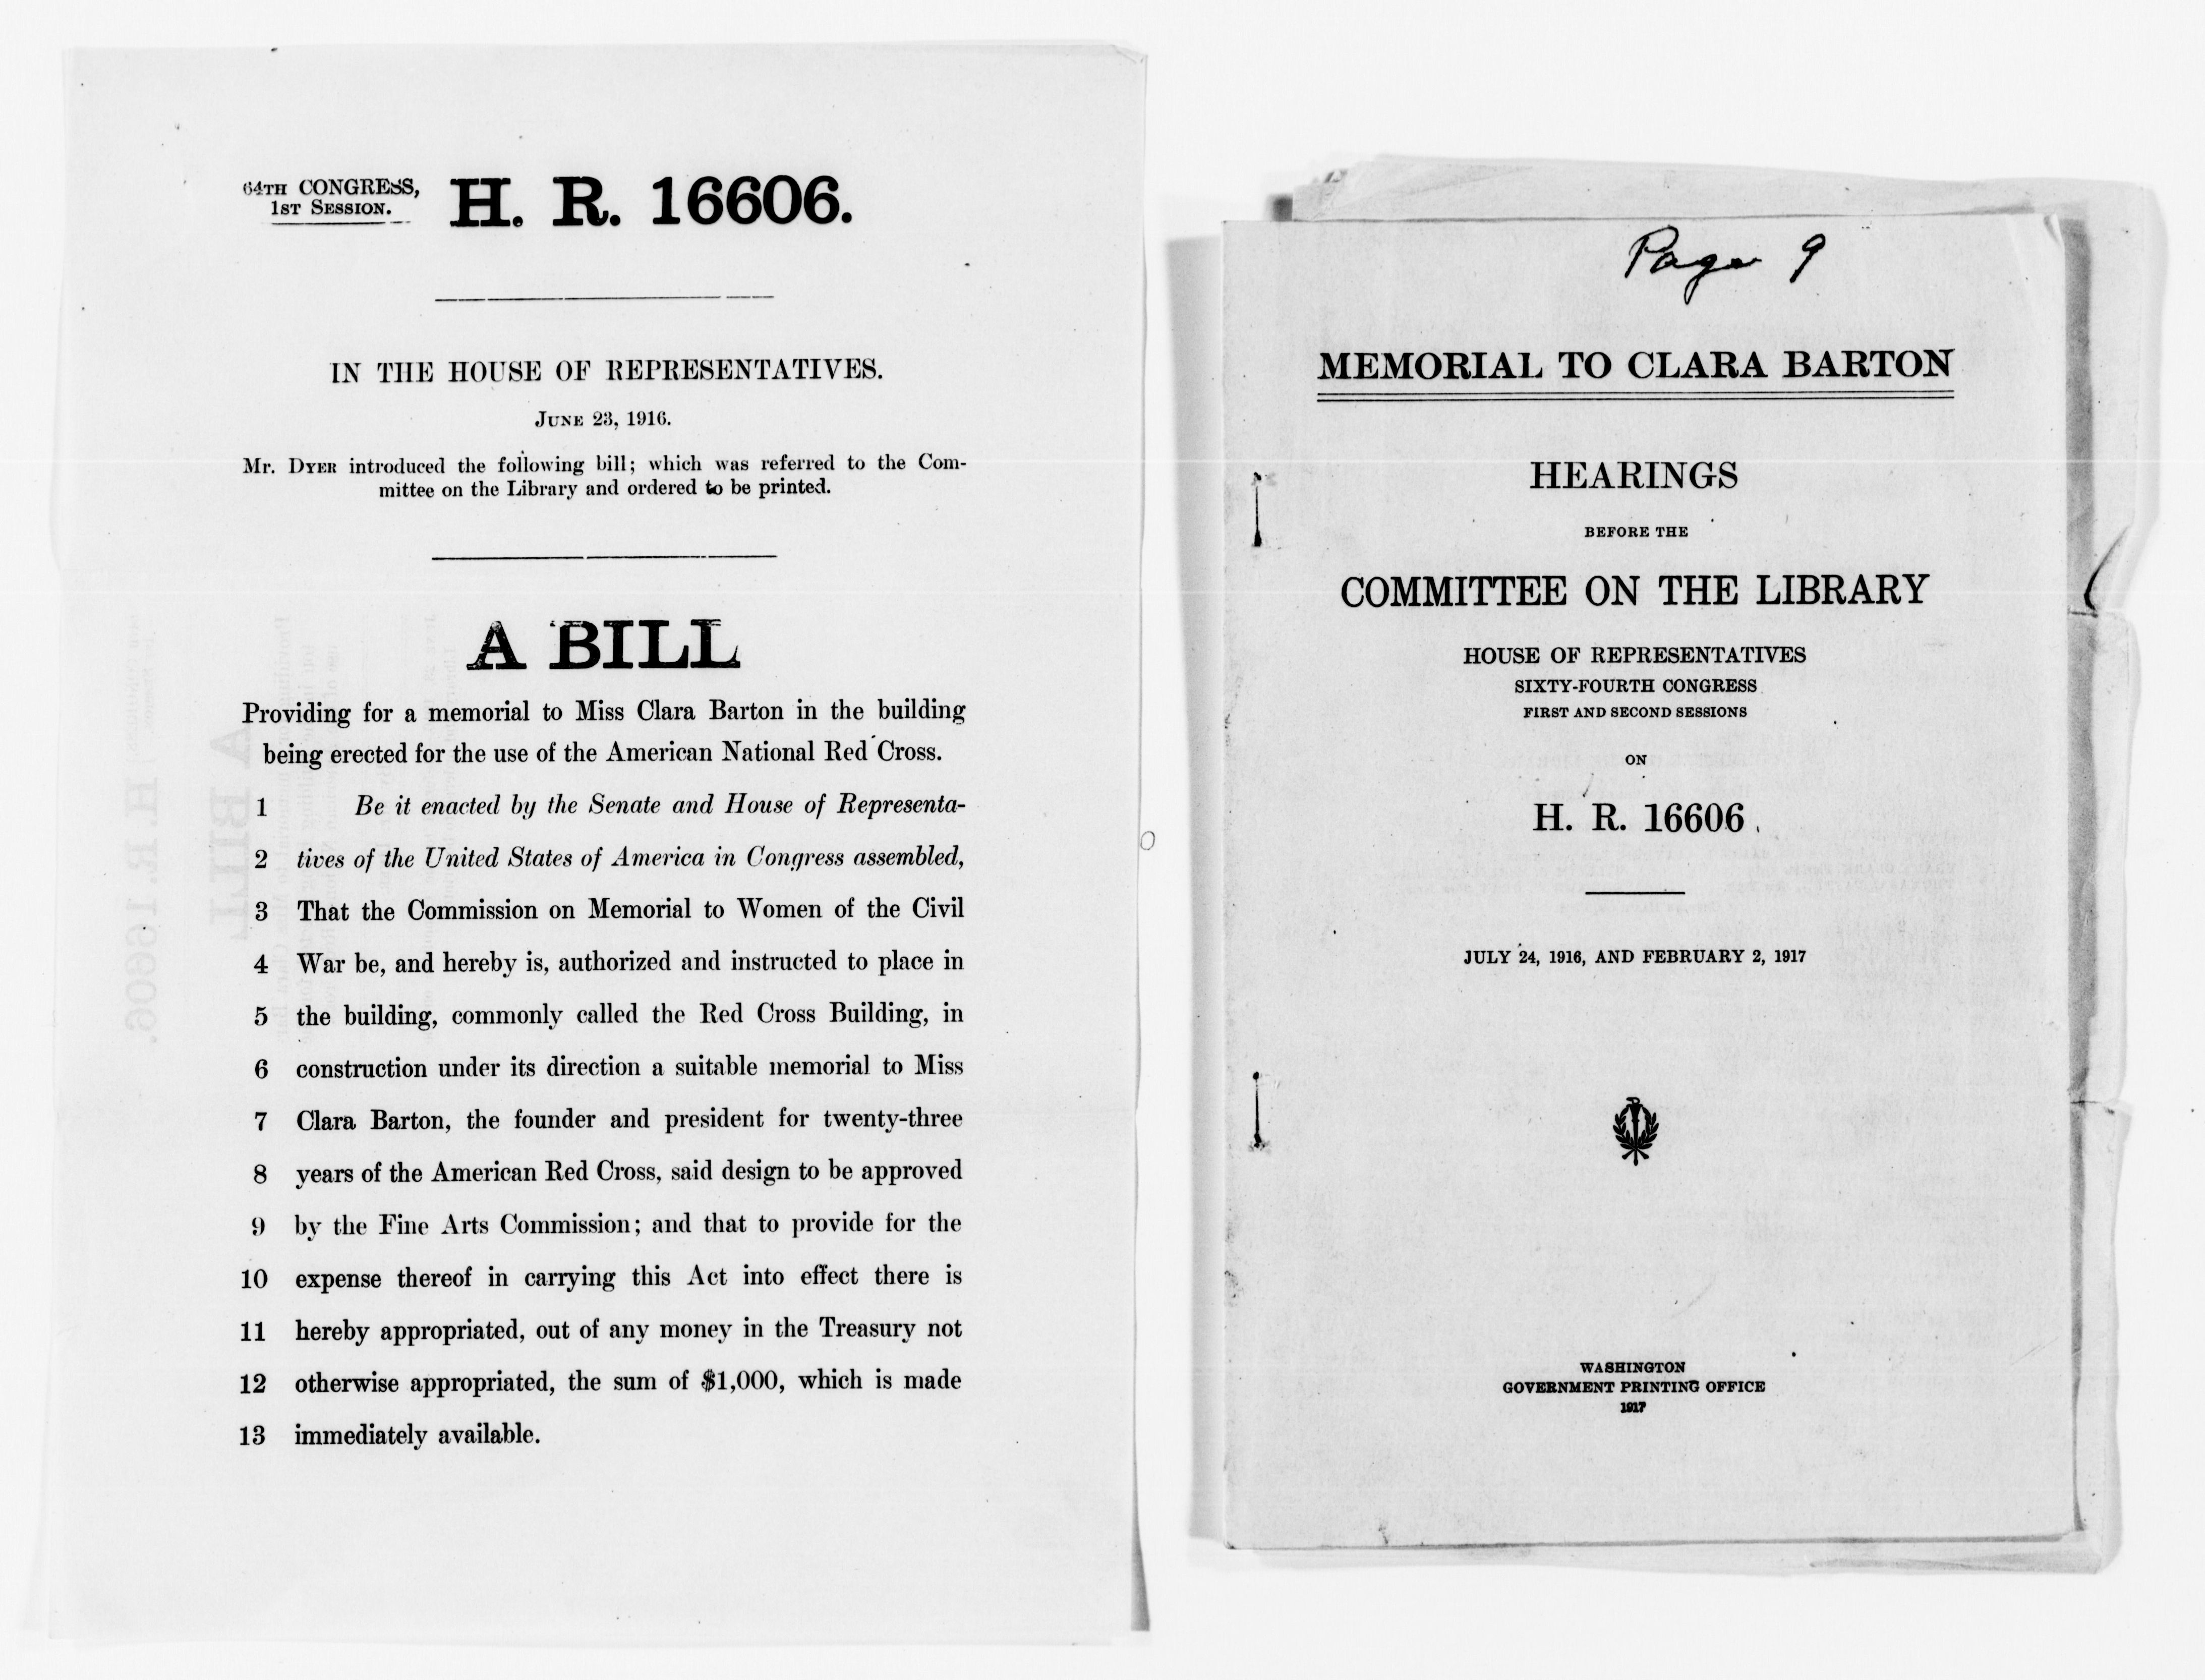 64TH CONGRESS,
1ST SESSION.
H. R. 16606.
IN THE HOUSE OF REPRESENTATIVES.
JUNE 23, 1916.
Mr. DYER introduced the following bill; which was referred to the Com-
mittee on the Library and ordered to be printed.
A BILL
Providing for a memorial to Miss Clara Barton in the building
being erected for the use of the American National Red Cross.
1 Be it enacted by the Senate and House of Representa-
2 tives of the United States of America in Congress assembled,
3 That the Commission on Memorial to Women of the Civil
4 War be, and hereby is, authorized and instructed to place in
5 the building, commonly called the Red Cross Building, in
6 construction under its direction a suitable memorial to Miss
7 Clara Barton, the founder and president for twenty-three
8 years of the American Red Cross, said design to be approved
9 by the Fine Arts Commission; and that to provide for the
10 expense thereof in carrying this Act into effect there is
11 hereby appropriated, out of any money in the Treasury not
12 otherwise appropriated, the sum of $1,000, which is made
13 immediately available.
Page 9
MEMORIAL TO CLARA BARTON
HEARINGS
BEFORE THE
COMMITTEE ON THE LIBRARY
HOUSE OF REPRESENTATIVES
SIXTY-FOURTH CONGRESS
FIRST AND SECOND SESSIONS
ON
H. R. 16606
JULY 24, 1916, AND FEBRUARY 2, 1917
WASHINGTON
GOVERNMENT PRINTING OFFICE
1917